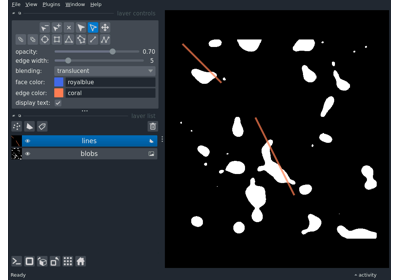 File View Plugins Window Help
layer controls
opacity: 0.70
edge width: 5
blending: translucent
face color: royalblue
edge color: coral
display text:
layer list
lines
blobs
activity